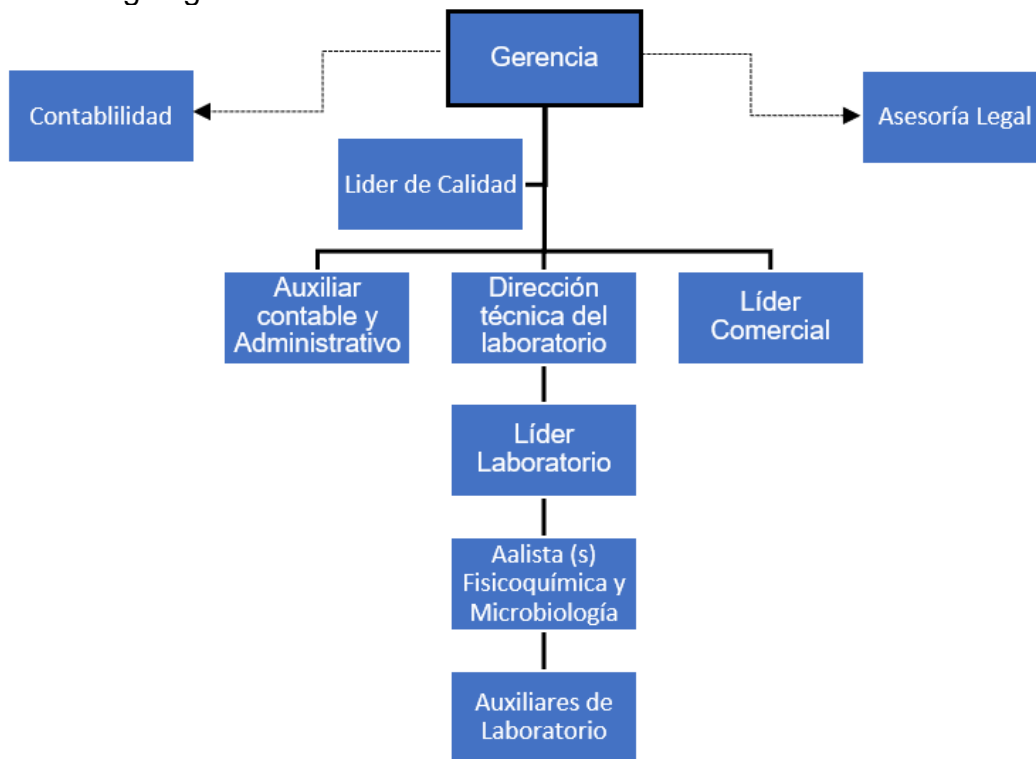 Gerencia
Contablilidad
Asesoría Legal
Lider de Calidad
Auxiliar
contable y
Administrativo
Dirección
técnica del
laboratorio
Líder
Comercial
Líder
Laboratorio
Aalista (s)
Fisicoquímica y
Microbiología
Auxiliares de
Laboratorio